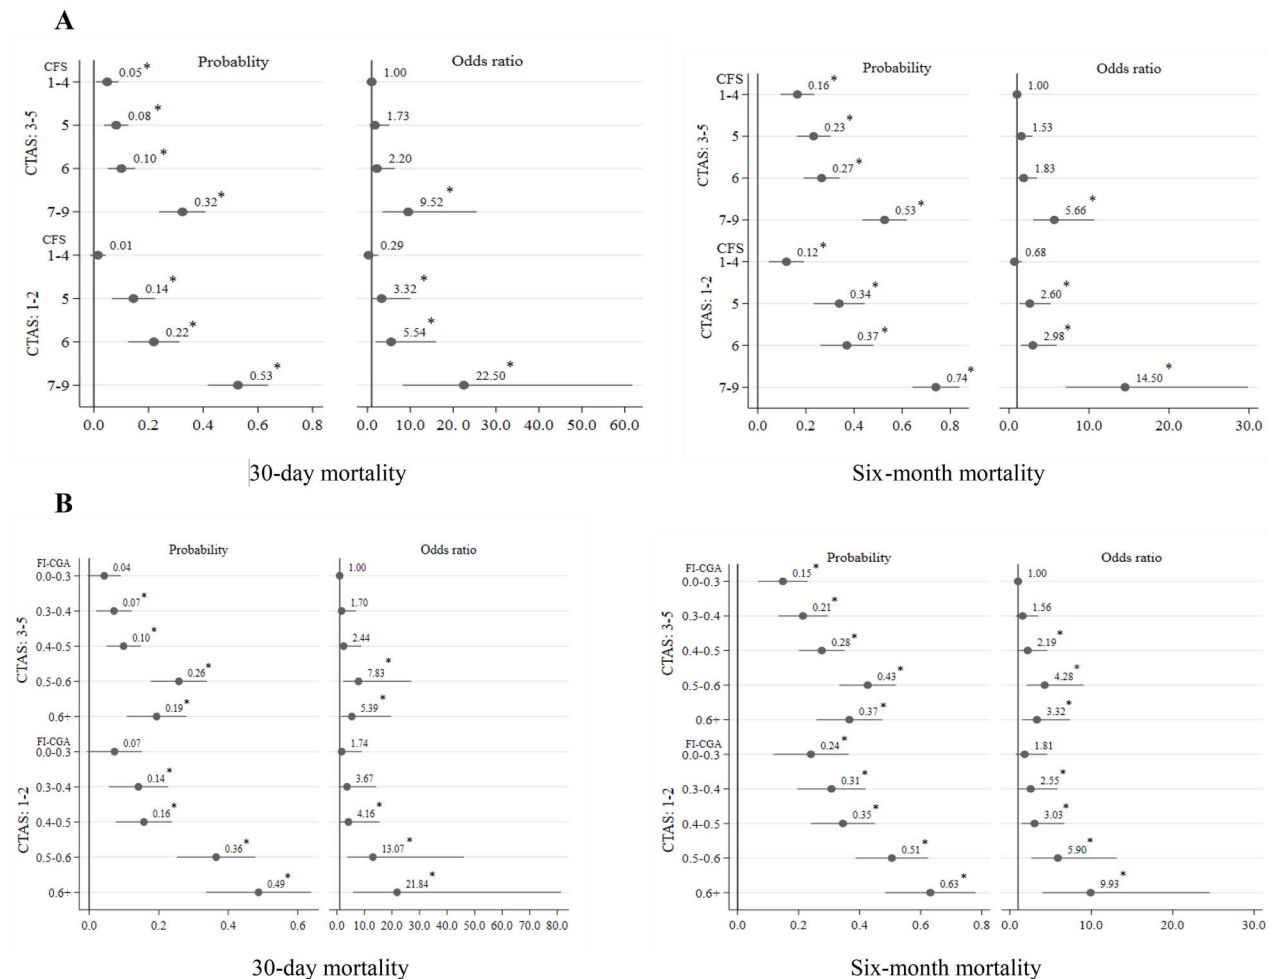 A
CFS Probablity Odds ratio
CTAS: 3-5
1-4 0.05* 1.00
5 0.08* 1.73
6 0.10* 2.20
7-9 0.32* 9.52*
CFS
CTAS: 1-2
1-4 0.01 0.29
5 0.14* 3.32*
6 0.22* 5.54*
7-9 0.53* 22.50*
0.0 0.2 0.4 0.6 0.8 0.0 10.0 20. 0 30.0 40.0 50.0 60.0
30-day mortality
CFS Probability Odds ratio
CTAS: 3-5
1-4 0.16* 1.00
5 0.23* 1.53
6 0.27* 1.83
7-9 0.53* 5.66*
CFS
CTAS: 1-2
1-4 0.12* 0.68
5 0.34* 2.60*
6 0.37* 2.98*
7-9 0.74* 14.50*
0.0 0.2 0.4 0.6 0.8 0.0 10.0 20.0 30.0
Six-month mortality
B
Probability Odds ratio
FI-CGA
CTAS: 3-5
0.0-0.3 0.04 1.00
0.3-0.4 0.07* 1.70
0.4-0.5 0.10* 2.44
0.5-0.6 0.26* 7.83*
0.6+ 0.19* 5.39*
FI-CGA
CTAS: 1-2
0.0-0.3 0.07 1.74
0.3-0.4 0.14* 3.67
0.4-0.5 0.16* 4.16*
0.5-0.6 0.36* 13.07*
0.6+ 0.49* 21.84*
0.0 0.2 0.4 0.6 0.0 10.0 20.0 30.0 40.0 50.0 60.0 70.0 80.0
30-day mortality
Probability Odds ratio
FI-CGA
CTAS: 3-5
0.0-0.3 0.15* 1.00
0.3-0.4 0.21* 1.56
0.4-0.5 0.28* 2.19*
0.5-0.6 0.43* 4.28*
0.6+ 0.37* 3.32*
FI-CGA
CTAS: 1-2
0.0-0.3 0.24* 1.81
0.3-0.4 0.31* 2.55*
0.4-0.5 0.35* 3.03*
0.5-0.6 0.51* 5.90*
0.6+ 0.63* 9.93*
0.0 0.2 0.4 0.6 0.8 0.0 10.0 20.0 30.0
Six-month mortality